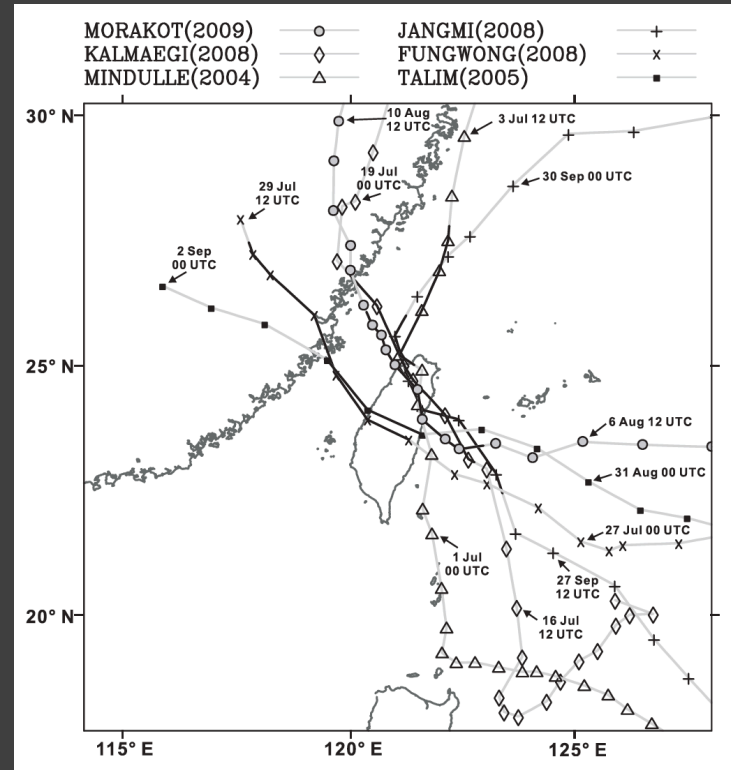 MORAKOT(2009)
KALMAEGI(2008)
MINDULLE(2004)
JANGMI(2008)
FUNGWONG(2008)
TALIM(2005)
30° N
25° N
20° N
115° E
120° E
125° E
10 Aug
12 UTC
3 Jul 12 UTC
19 Jul
00 UTC
30 Sep 00 UTC
29 Jul
12 UTC
2 Sep
00 UTC
6 Aug 12 UTC
31 Aug 00 UTC
27 Jul 00 UTC
1 Jul
00 UTC
27 Sep
12 UTC
16 Jul
12 UTC